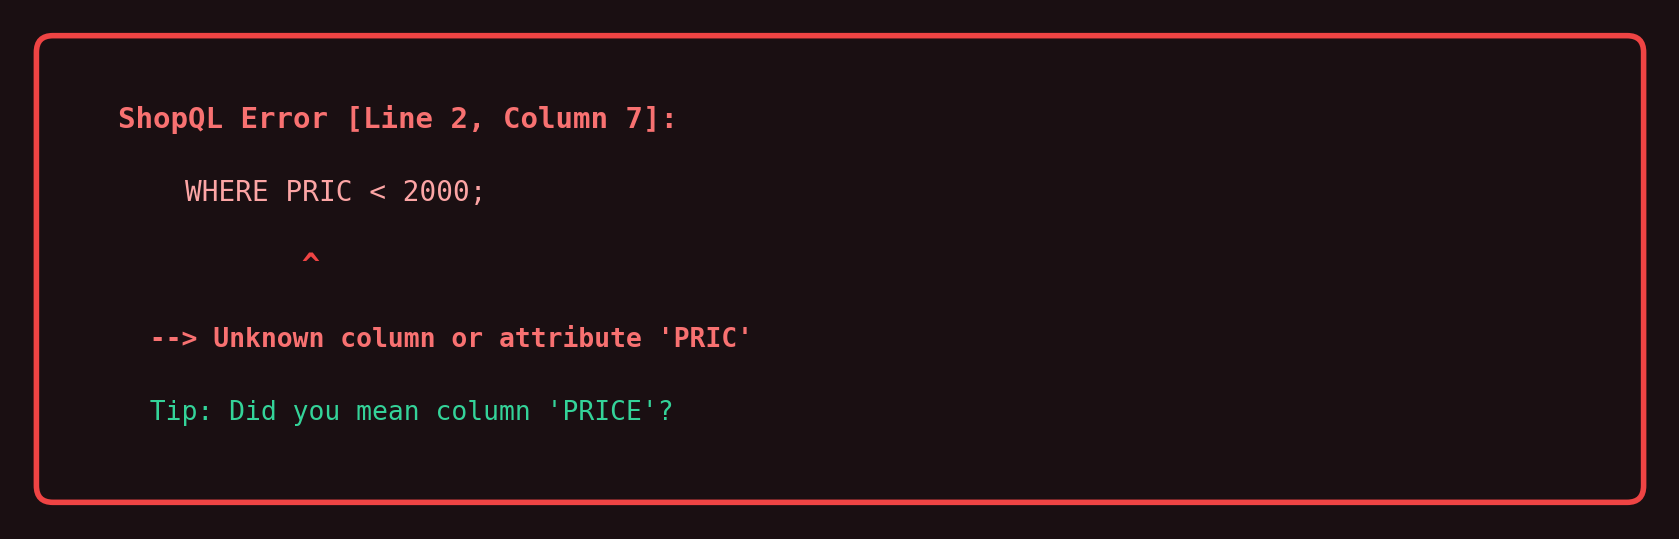 ShopQL Error [Line 2, Column 7]:
WHERE PRIC < 2000;
^
--> Unknown column or attribute 'PRIC'
Tip: Did you mean column 'PRICE'?